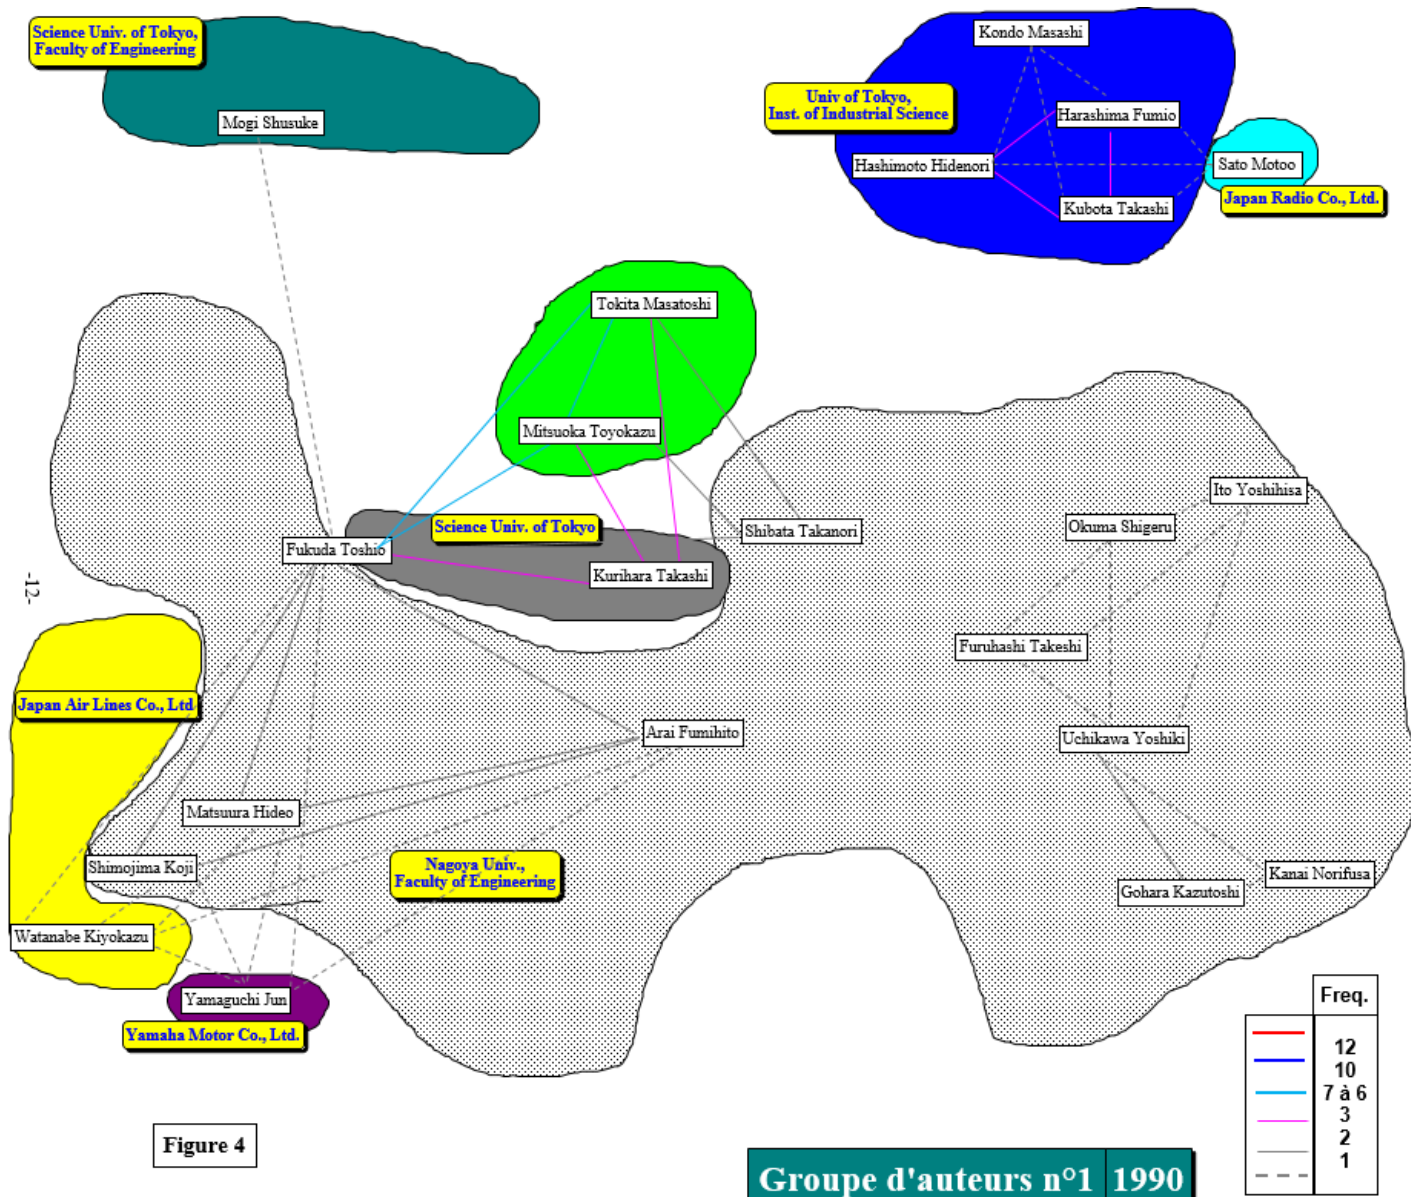 Science Univ. of Tokyo,
Faculty of Engineering
Mogi Shusuke
Kondo Masashi
Univ of Tokyo,
Inst. of Industrial Science
Harashima Fumio
Hashimoto Hidenori
Sato Motoo
Kubota Takashi
Japan Radio Co., Ltd.
Tokita Masatoshi
Mitsuoka Toyokazu
Ito Yoshihisa
Science Univ. of Tokyo
Shibata Takanori
Okuma Shigeru
Fukuda Toshio
Kurihara Takashi
-12-
Furuhashi Takeshi
Japan Air Lines Co., Ltd
Arai Fumihito
Uchikawa Yoshiki
Matsuura Hideo
Shimojima Koji
Nagoya Univ.,
Faculty of Engineering
Kanai Norifusa
Gohara Kazutoshi
Watanabe Kiyokazu
Yamaguchi Jun
Yamaha Motor Co., Ltd.
Freq.
12
10
7 à 6
3
2
1
Figure 4
Groupe d'auteurs n°1 1990